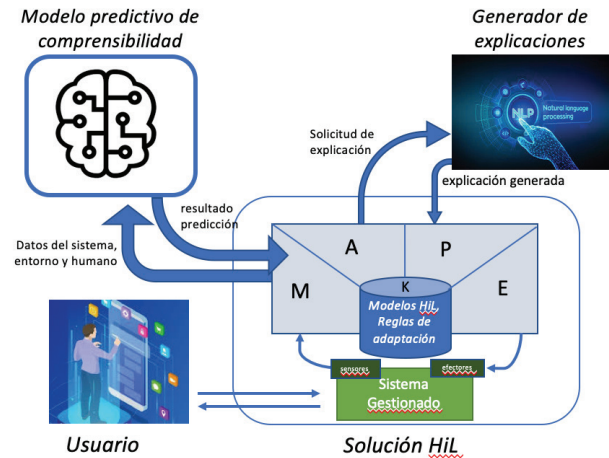 Modelo predictivo de
comprensibilidad
Generador de
explicaciones
NLP
Natural language
processing
Solicitud de
explicación
explicación generada
resultado
predicción
Datos del sistema,
entorno y humano
A
P
M
K
E
Modelos HiL,
Reglas de
adaptación
sensores
efectores
Sistema
Gestionado
Usuario
Solución HiL